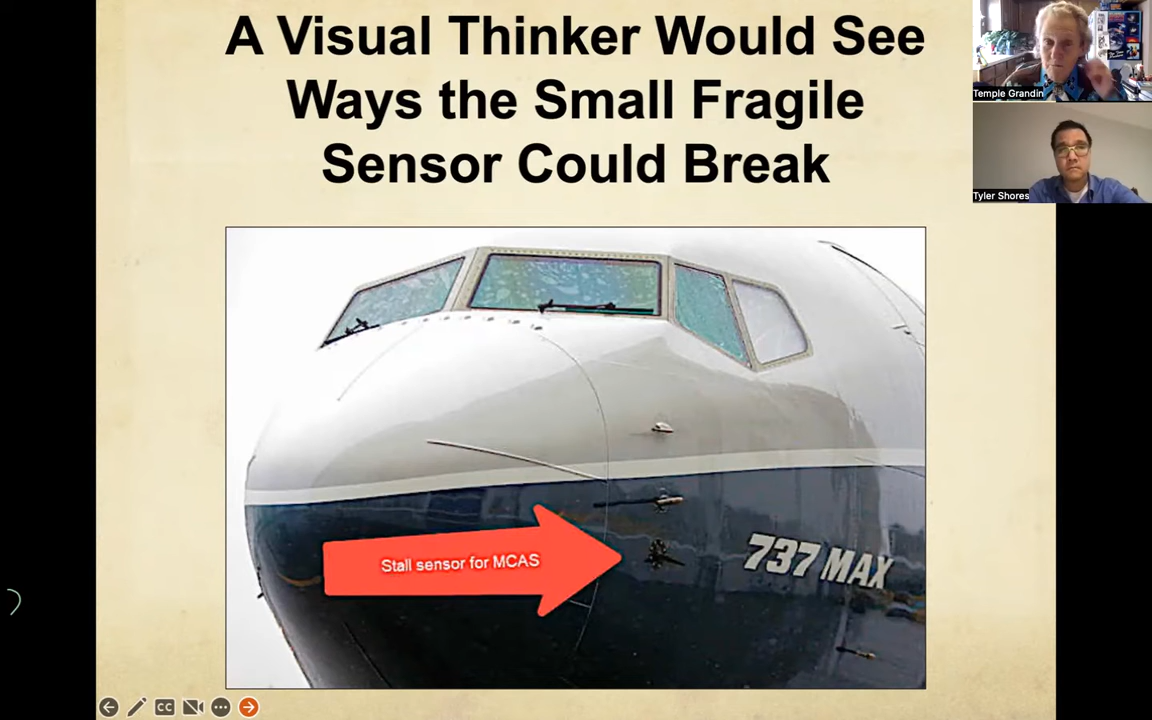 A Visual Thinker Would See
Ways the Small Fragile
Sensor Could Break
Temple Grandin
Tyler Shores
Stall sensor for MCAS
737 MAX
CC